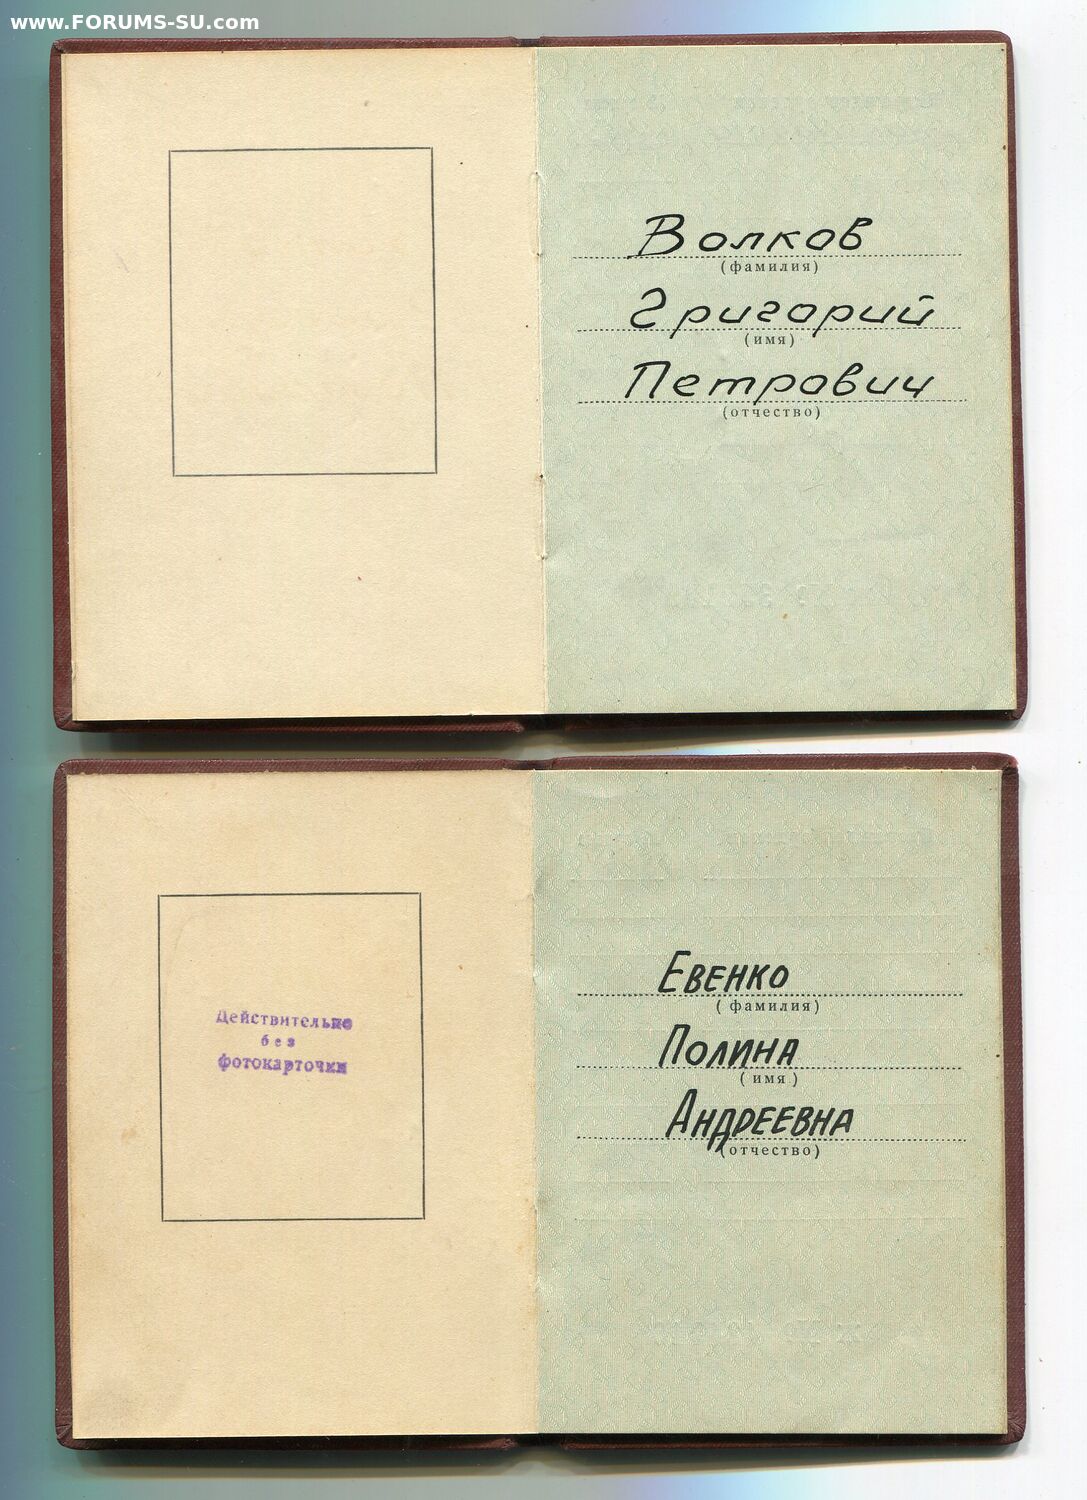 www.FORUMS-SU.com
Волков
(фамилия)
Григорий
(имя)
Петрович
(отчество)
Действительно
без
фотокарточки
Евенко
(фамилия)
Полина
(имя)
Андреевна
(отчество)